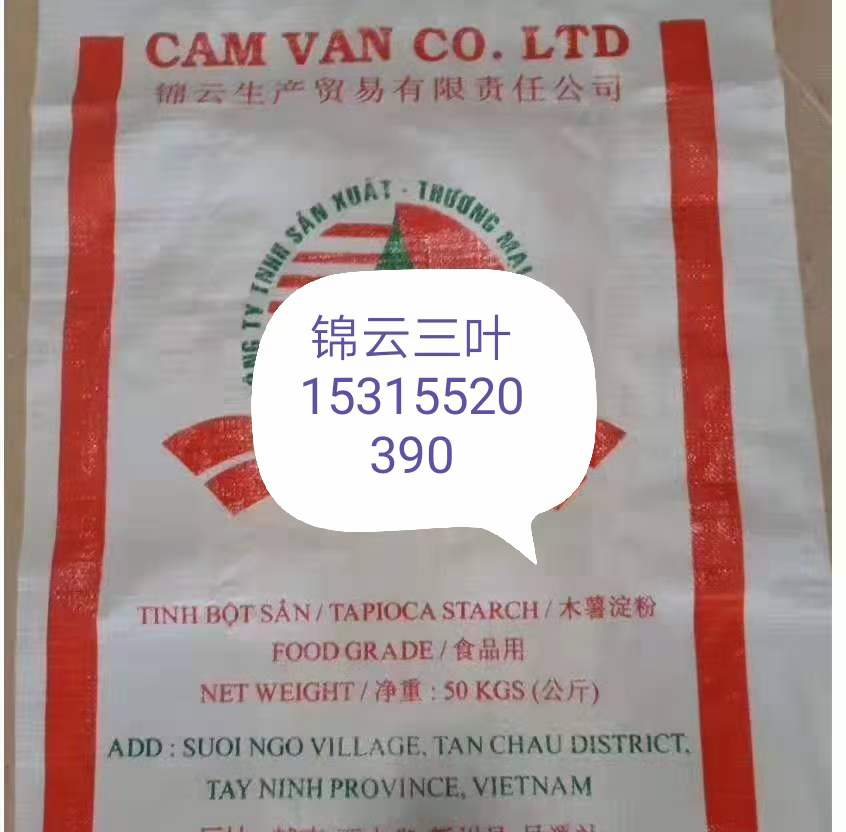 CAM VAN CO. LTD
锦云生产贸易有限责任公司
TY TNHH SẢN XUẤT - THƯƠNG MẠI
锦云三叶
15315520
390
TINH BỘT SẮN / TAPIOCA STARCH / 木薯淀粉
FOOD GRADE / 食品用
NET WEIGHT / 净重 : 50 KGS (公斤)
ADD : SUOI NGO VILLAGE, TAN CHAU DISTRICT,
TAY NINH PROVINCE, VIETNAM